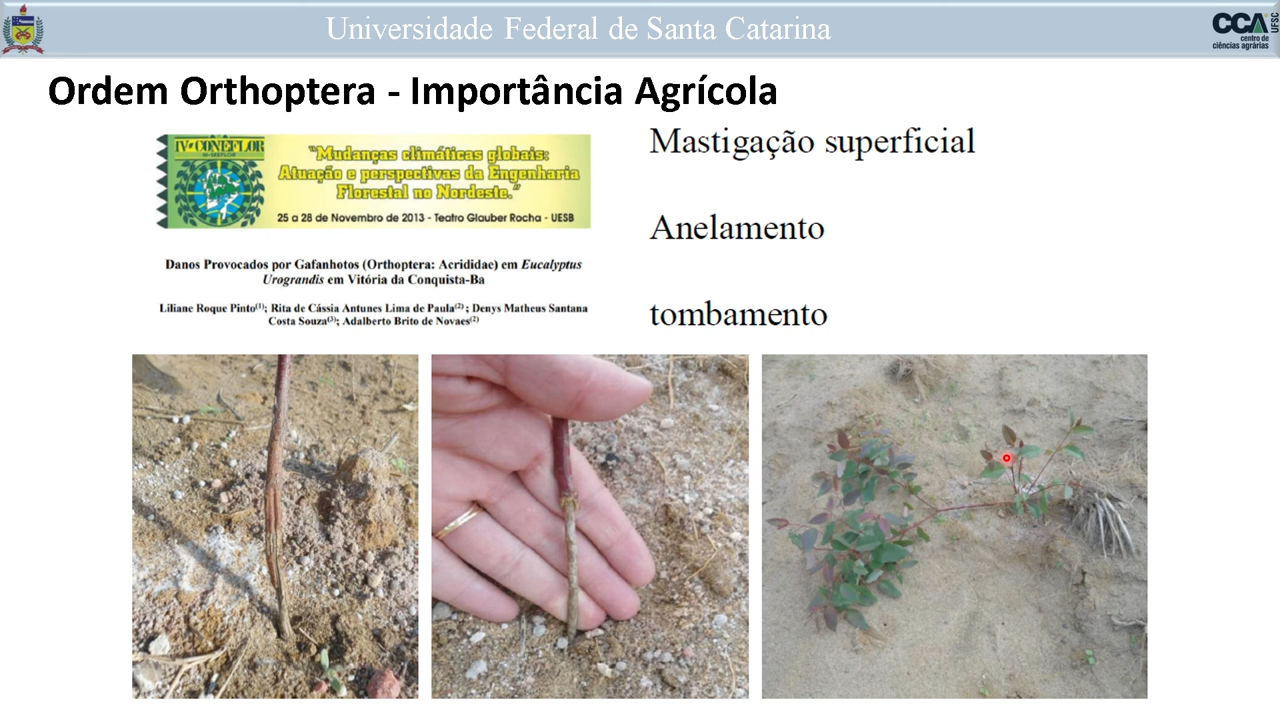 Universidade Federal de Santa Catarina
CCA
UFSC
centro de
ciências agrárias
Ordem Orthoptera - Importância Agrícola
IV CONEFLOR
III SEEFLOR
"Mudanças climáticas globais:
Atuação e perspectivas da Engenharia
Florestal no Nordeste."
25 a 28 de Novembro de 2013 - Teatro Glauber Rocha - UESB
Danos Provocados por Gafanhotos (Orthoptera: Acrididae) em Eucalyptus
Urograndis em Vitória da Conquista-Ba
Liliane Roque Pinto(1); Rita de Cássia Antunes Lima de Paula(2) ; Denys Matheus Santana
Costa Souza(3); Adalberto Brito de Novaes(2)
Mastigação superficial
Anelamento
tombamento